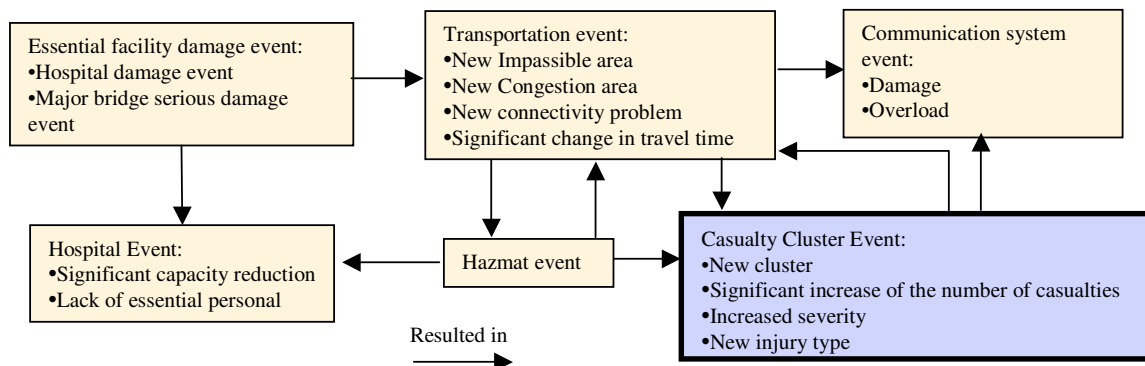 Essential facility damage event:
•Hospital damage event
•Major bridge serious damage
event
Transportation event:
•New Impassible area
•New Congestion area
•New connectivity problem
•Significant change in travel time
Communication system
event:
•Damage
•Overload
Hospital Event:
•Significant capacity reduction
•Lack of essential personal
Hazmat event
Casualty Cluster Event:
•New cluster
•Significant increase of the number of casualties
•Increased severity
•New injury type
Resulted in